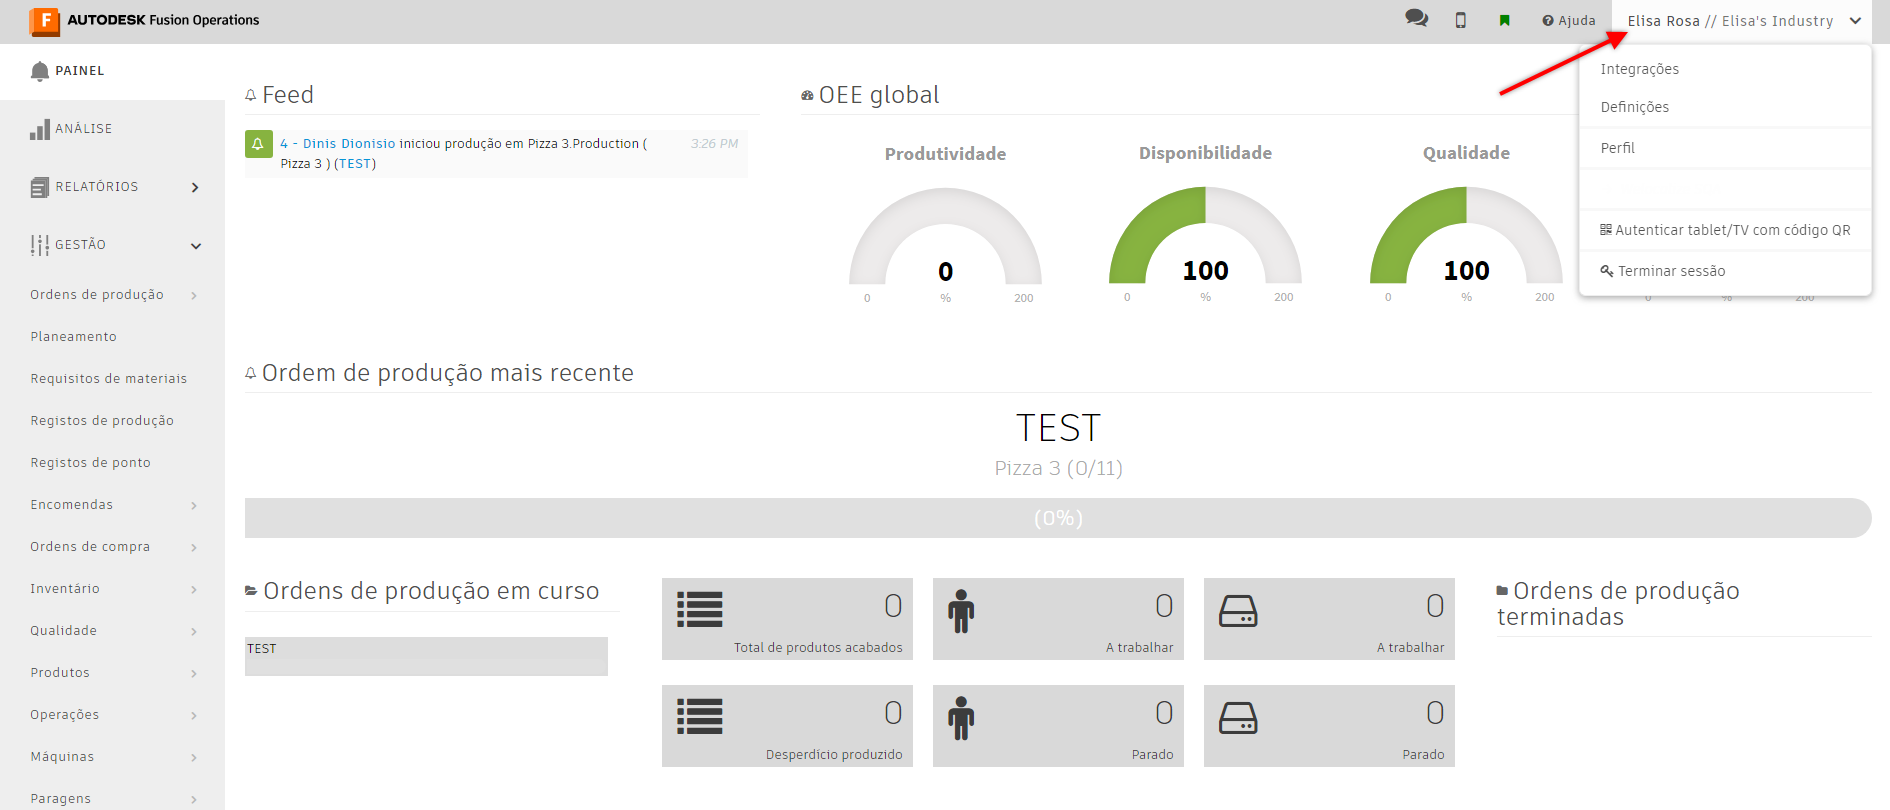 AUTODESK Fusion Operations
Ajuda
Elisa Rosa // Elisa's Industry
Integrações
Definições
Perfil
Autenticar tablet/TV com código QR
Terminar sessão
PAINEL
ANÁLISE
RELATÓRIOS
GESTÃO
Ordens de produção
Planeamento
Requisitos de materiais
Registos de produção
Registos de ponto
Encomendas
Ordens de compra
Inventário
Qualidade
Produtos
Operações
Máquinas
Paragens
Feed
4 - Dinis Dionisio iniciou produção em Pizza 3.Production (
Pizza 3 ) (TEST)
3:26 PM
OEE global
Produtividade
0
0 % 200
Disponibilidade
100
0 % 200
Qualidade
100
0 % 200
0 % 200
Ordem de produção mais recente
TEST
Pizza 3 (0/11)
(0%)
Ordens de produção em curso
TEST
0
Total de produtos acabados
0
A trabalhar
0
A trabalhar
0
Desperdício produzido
0
Parado
0
Parado
Ordens de produção
terminadas